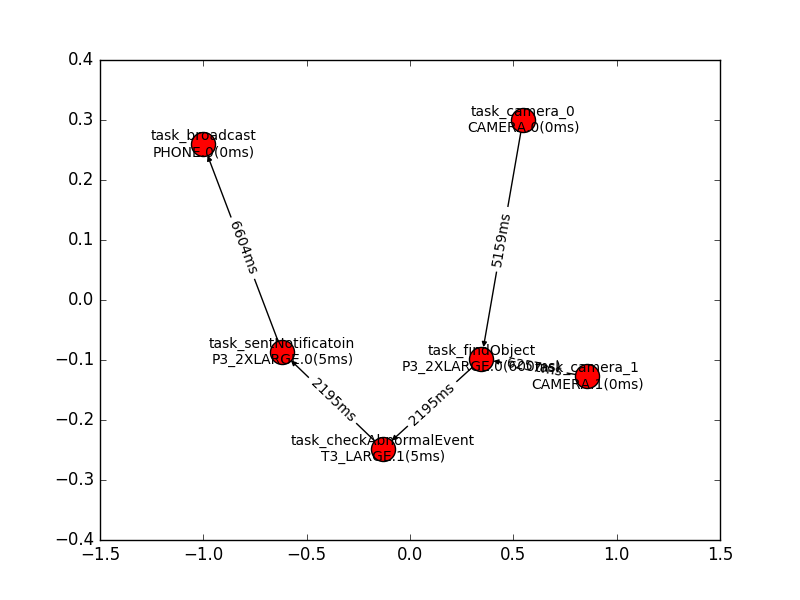 0.4
0.3
0.2
0.1
0.0
−0.1
−0.2
−0.3
−0.4
−1.5
−1.0
−0.5
0.0
0.5
1.0
1.5
task_broadcast
PHONE.0(0ms)
task_camera_0
CAMERA.0(0ms)
6604ms
5159ms
task_sentNotificatoin
P3_2XLARGE.0(5ms)
task_findObject
P3_2XLARGE.0(600ms)
task_camera_1
CAMERA.1(0ms)
2195ms
2195ms
task_checkAbnormalEvent
T3_LARGE.1(5ms)